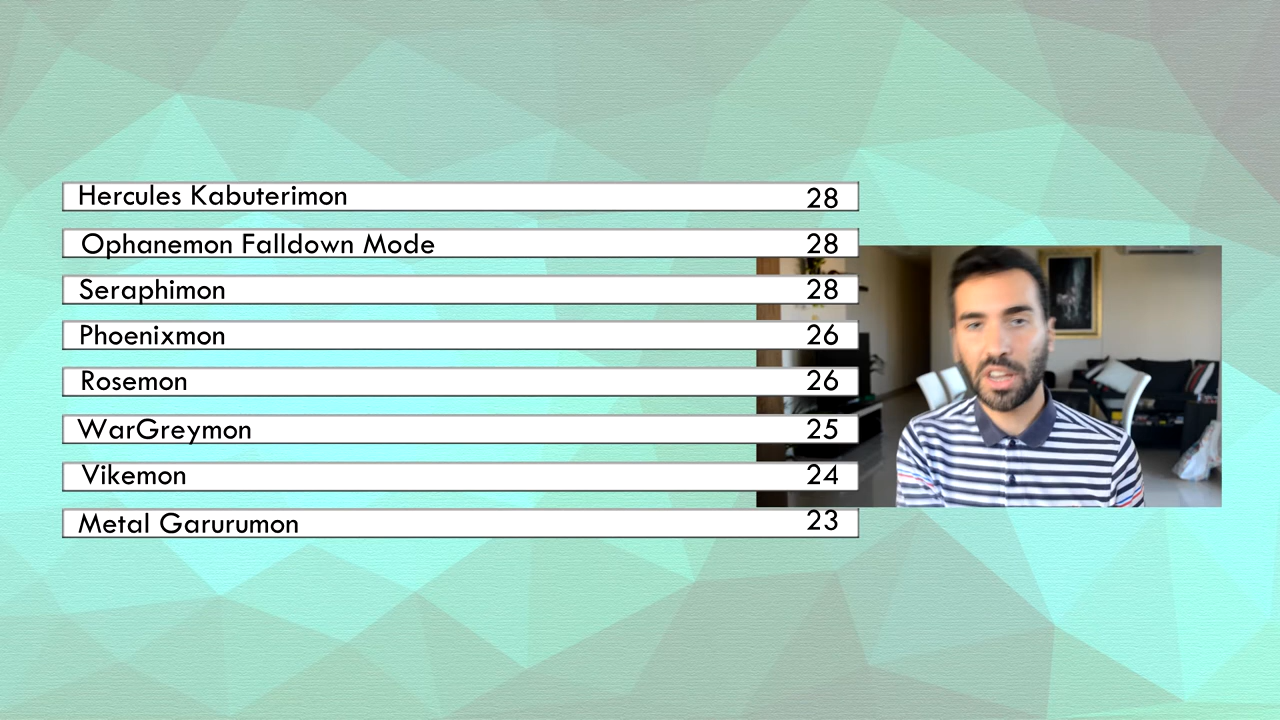 Hercules Kabuterimon 28
Ophanemon Falldown Mode 28
Seraphimon 28
Phoenixmon 26
Rosemon 26
WarGreymon 25
Vikemon 24
Metal Garurumon 23